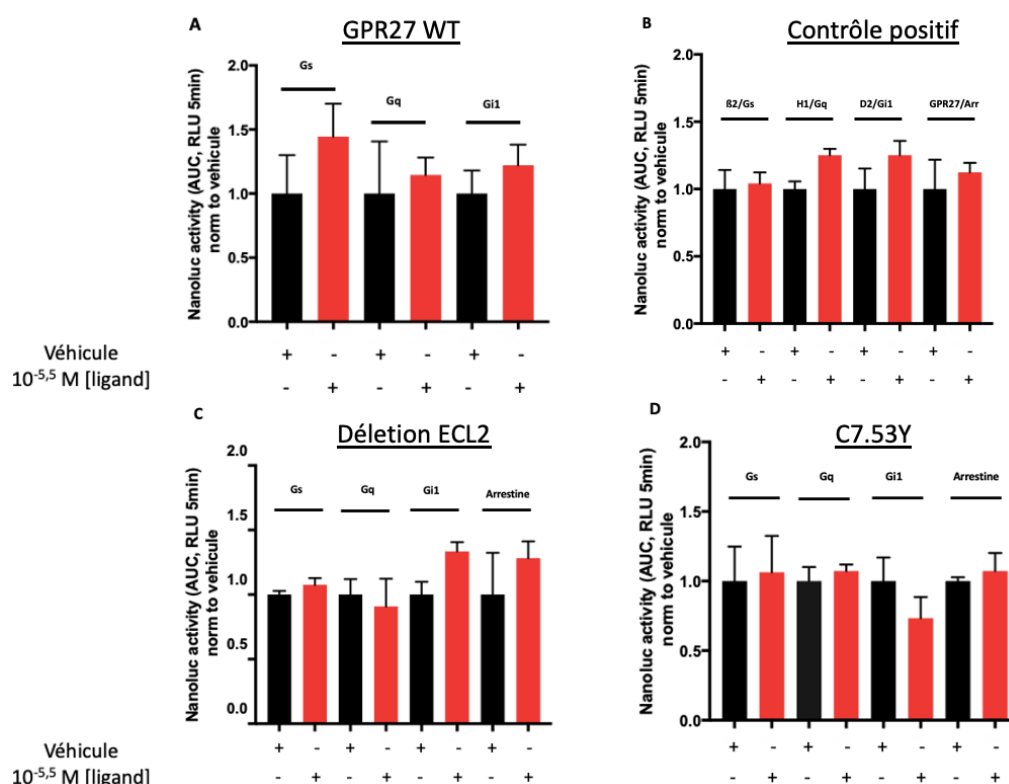 A
GPR27 WT
Nanoluc activity (AUC, RLU 5min)
norm to vehicule
2.0
1.5
1.0
0.5
0.0
Gs
Gq
Gi1
+ - + - + -
- + - + - +
B
Contrôle positif
Nanoluc activity (AUC, RLU 5min)
norm to vehicule
2.0
1.5
1.0
0.5
0.0
ß2/Gs H1/Gq D2/Gi1 GPR27/Arr
+ - + - + - + -
- + - + - + - +
Véhicule
10-5,5 M [ligand]
C
Déletion ECL2
Nanoluc activity (AUC, RLU 5min)
norm to vehicule
2.0
1.5
1.0
0.5
0.0
Gs Gq Gi1 Arrestine
+ - + - + - + -
- + - + - + - +
D
C7.53Y
Nanoluc activity (AUC, RLU 5min)
norm to vehicule
2.0
1.5
1.0
0.5
0.0
Gs Gq Gi1 Arrestine
+ - + - + - + -
- + - + - + - +
Véhicule
10-5,5 M [ligand]